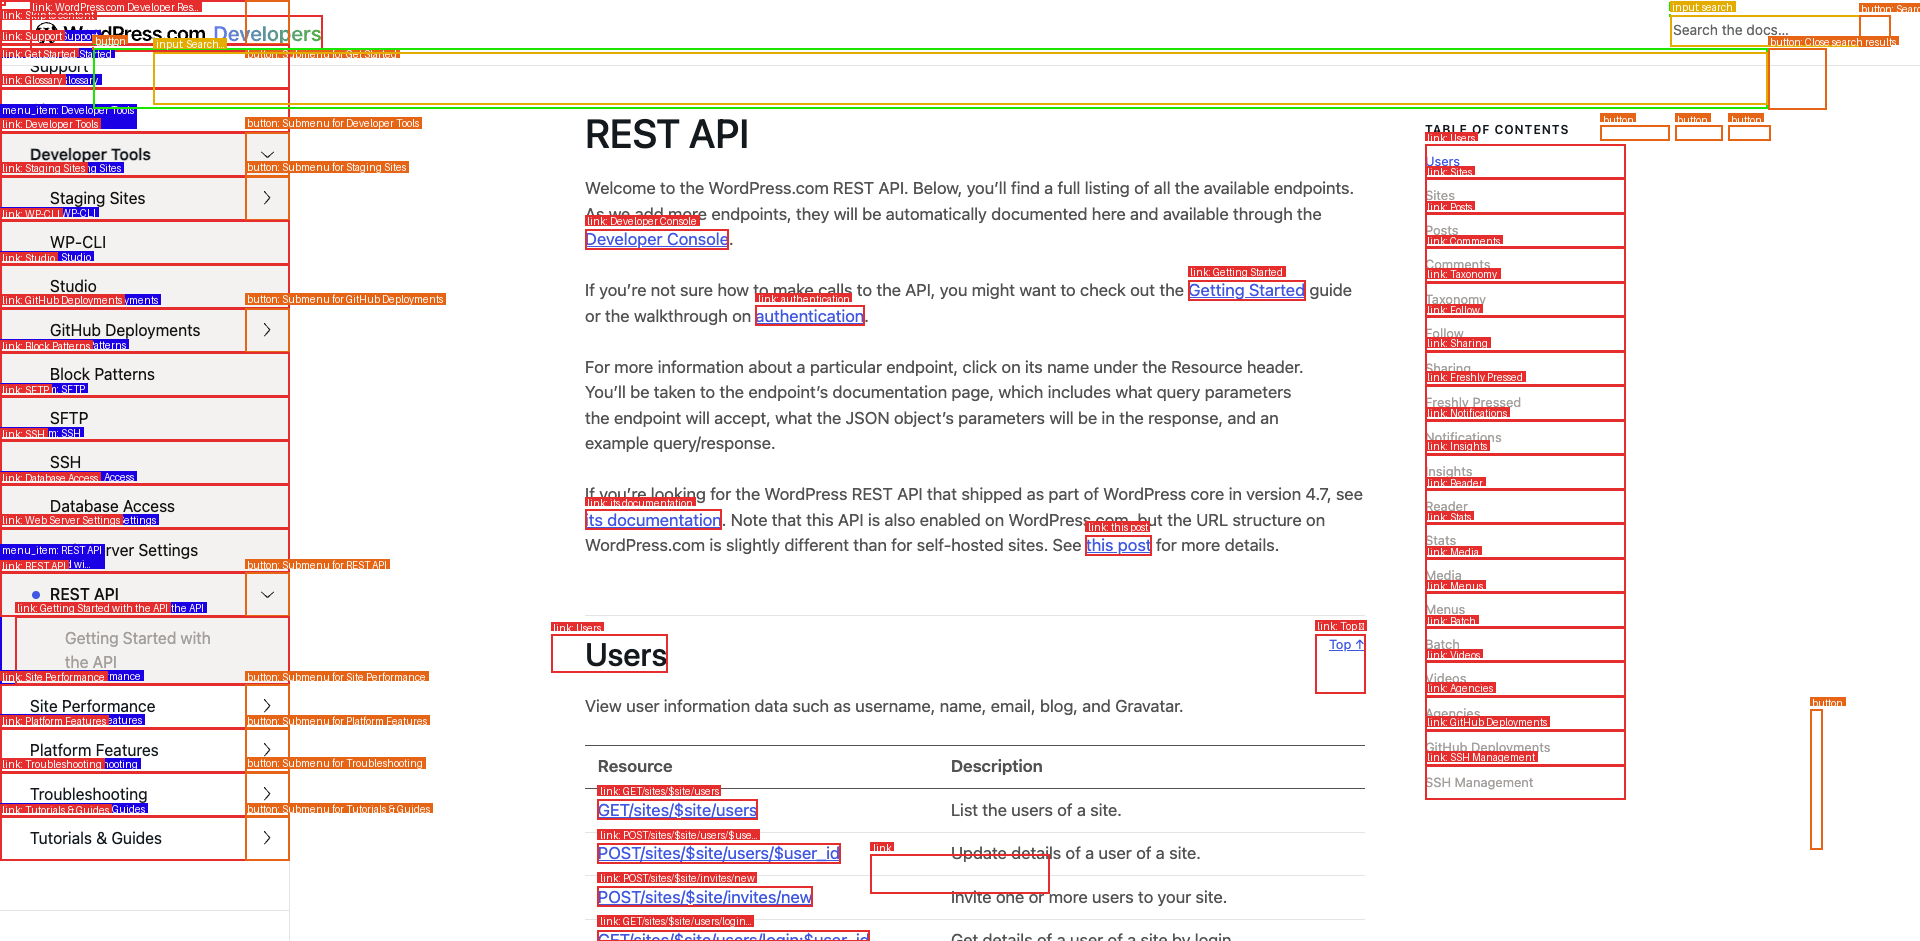 link: WordPress.com Developer Res...
link: Skip to content
WordPress.com Developers
input search
Search the docs...
link: Support
button
input: Search...
button: Close search results
link: Get Started
button: Submenu for Get Started
Support
link: Glossary
menu_item: Developer Tools
link: Developer Tools
button: Submenu for Developer Tools
Developer Tools
link: Staging Sites
button: Submenu for Staging Sites
Staging Sites
link: WP-CLI
WP-CLI
link: Studio
Studio
link: GitHub Deployments
button: Submenu for GitHub Deployments
GitHub Deployments
link: Block Patterns
Block Patterns
link: SFTP
SFTP
link: SSH
SSH
link: Database Access
Database Access
link: Web Server Settings
erver Settings
menu_item: REST API
link: REST API
button: Submenu for REST API
REST API
link: Getting Started with the API
Getting Started with
the API
link: Site Performance
button: Submenu for Site Performance
Site Performance
link: Platform Features
button: Submenu for Platform Features
Platform Features
link: Troubleshooting
button: Submenu for Troubleshooting
Troubleshooting
link: Tutorials & Guides
button: Submenu for Tutorials & Guides
Tutorials & Guides
REST API
Welcome to the WordPress.com REST API. Below, you'll find a full listing of all the available endpoints.
As we add more endpoints, they will be automatically documented here and available through the
link: Developer Console
Developer Console.
link: Getting Started
If you're not sure how to make calls to the API, you might want to check out the Getting Started guide
link: authentication
or the walkthrough on authentication.
For more information about a particular endpoint, click on its name under the Resource header.
You'll be taken to the endpoint's documentation page, which includes what query parameters
the endpoint will accept, what the JSON object's parameters will be in the response, and an
example query/response.
If you're looking for the WordPress REST API that shipped as part of WordPress core in version 4.7, see
link: its documentation
its documentation. Note that this API is also enabled on WordPress.com, but the URL structure on
link: this post
WordPress.com is slightly different than for self-hosted sites. See this post for more details.
link: Users
link: Top
Users
Top ↑
View user information data such as username, name, email, blog, and Gravatar.
Resource Description
link: GET/sites/$site/users
GET/sites/$site/users List the users of a site.
link: POST/sites/$site/users/$use...
link
POST/sites/$site/users/$user_id Update details of a user of a site.
link: POST/sites/$site/invites/new
POST/sites/$site/invites/new Invite one or more users to your site.
link: GET/sites/$site/users/login...
GET/sites/$site/users/login:$user_id Get details of a user of a site by login.
button
button
button
TABLE OF CONTENTS
link: Users
Users
link: Sites
Sites
link: Posts
Posts
link: Comments
Comments
link: Taxonomy
Taxonomy
link: Follow
Follow
link: Sharing
Sharing
link: Freshly Pressed
Freshly Pressed
link: Notifications
Notifications
link: Insights
Insights
link: Reader
Reader
link: Stats
Stats
link: Media
Media
link: Menus
Menus
link: Batch
Batch
link: Videos
Videos
link: Agencies
Agencies
link: GitHub Deployments
GitHub Deployments
link: SSH Management
SSH Management
button